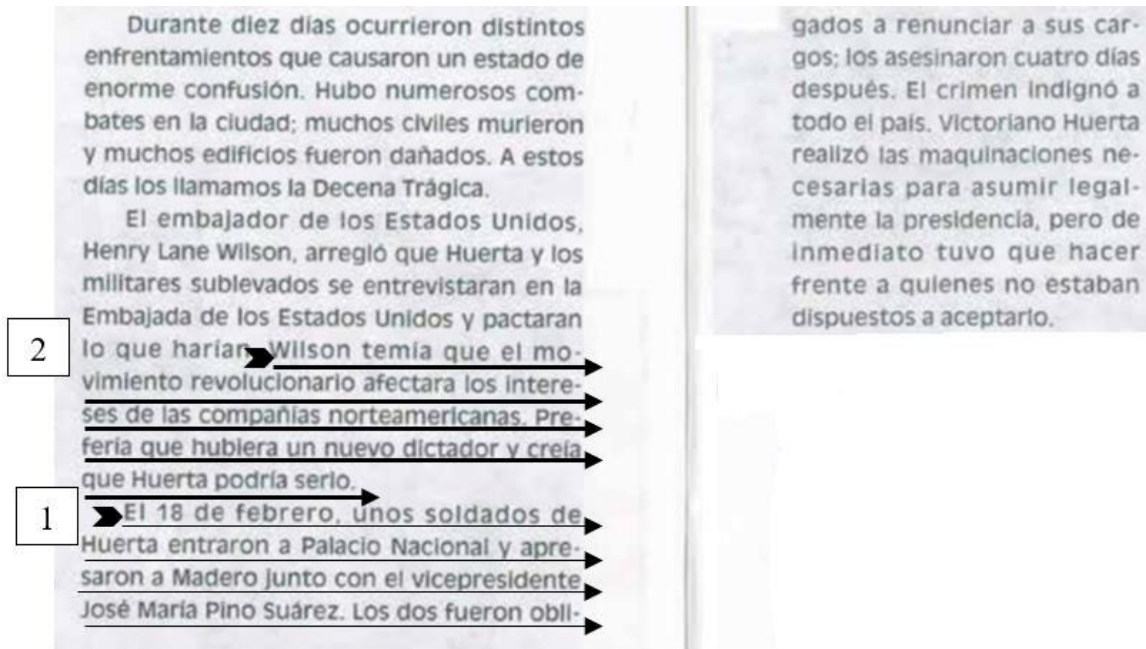 Durante diez días ocurrieron distintos
enfrentamientos que causaron un estado de
enorme confusión. Hubo numerosos com-
bates en la ciudad; muchos civiles murieron
y muchos edificios fueron dañados. A estos
días los llamamos la Decena Trágica.
El embajador de los Estados Unidos,
Henry Lane Wilson, arregló que Huerta y los
militares sublevados se entrevistaran en la
Embajada de los Estados Unidos y pactaran
2
lo que harían. Wilson temía que el mo-
vimiento revolucionario afectara los intere-
ses de las compañías norteamericanas. Pre-
fería que hubiera un nuevo dictador y creía
que Huerta podría serlo.
1
El 18 de febrero, unos soldados de
Huerta entraron a Palacio Nacional y apre-
saron a Madero junto con el vicepresidente
José María Pino Suárez. Los dos fueron obli-
gados a renunciar a sus car-
gos; los asesinaron cuatro días
después. El crimen indignó a
todo el país. Victoriano Huerta
realizó las maquinaciones ne-
cesarias para asumir legal-
mente la presidencia, pero de
inmediato tuvo que hacer
frente a quienes no estaban
dispuestos a aceptarlo.